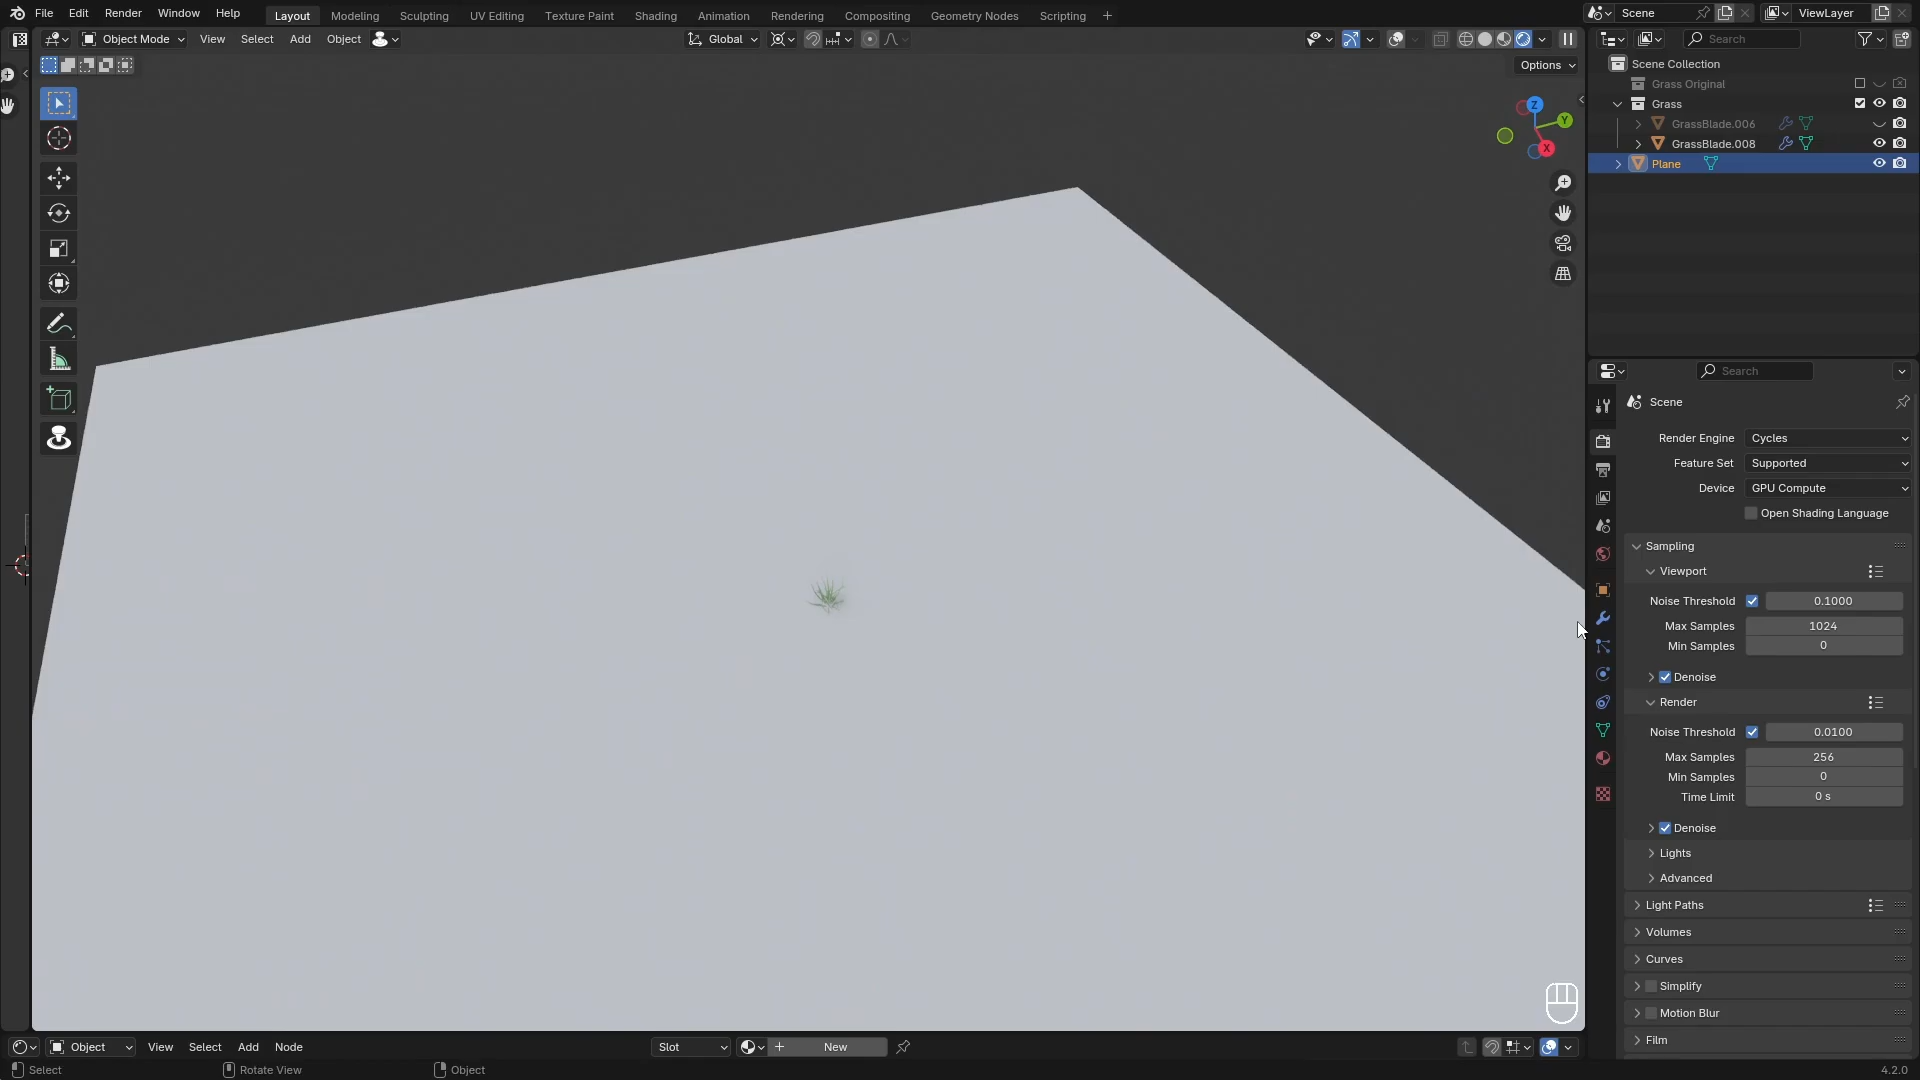 File Edit Render Window Help Layout Modeling Sculpting UV Editing Texture Paint Shading Animation Rendering Compositing Geometry Nodes Scripting + Scene ViewLayer
Object Mode View Select Add Object Global Search
Options
Scene Collection
Grass Original
Grass
GrassBlade.006
GrassBlade.008
Plane
Z
Y
X
Search
Scene
Render Engine Cycles
Feature Set Supported
Device GPU Compute
Open Shading Language
Sampling
Viewport
Noise Threshold 0.1000
Max Samples 1024
Min Samples 0
Denoise
Render
Noise Threshold 0.0100
Max Samples 256
Min Samples 0
Time Limit 0 s
Denoise
Lights
Advanced
Light Paths
Volumes
Curves
Simplify
Motion Blur
Film
Object View Select Add Node Slot + New
Select Rotate View Object 4.2.0